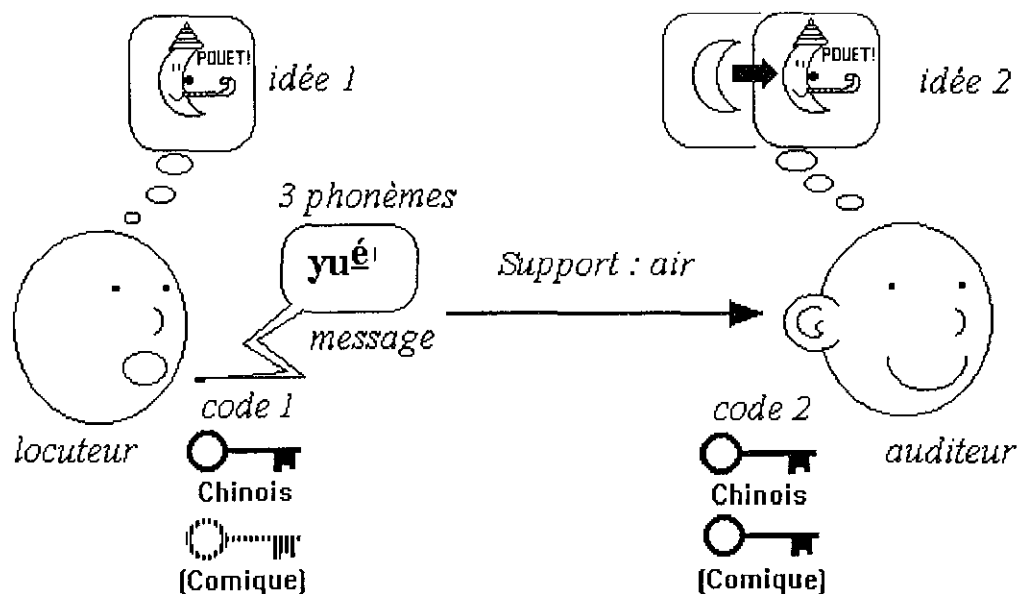 POUET!
idée 1
POUET!
idée 2
3 phonèmes
yué
message
Support : air
code 1
locuteur
Chinois
(Comique)
code 2
auditeur
Chinois
(Comique)